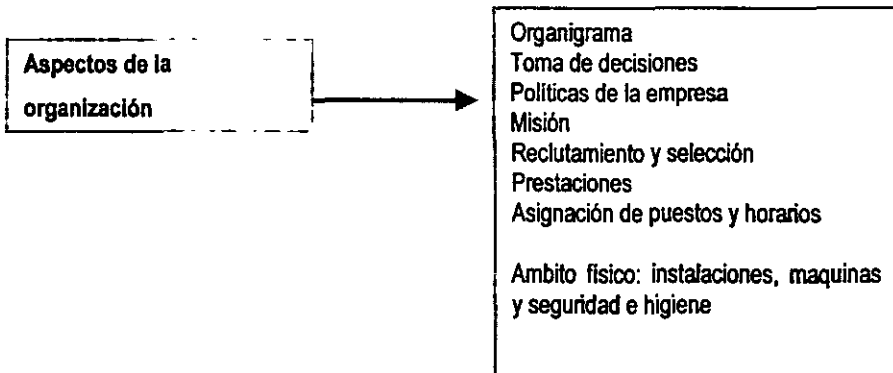 Aspectos de la
organización
Organigrama
Toma de decisiones
Políticas de la empresa
Misión
Reclutamiento y selección
Prestaciones
Asignación de puestos y horarios
Ambito físico: instalaciones, maquinas
y seguridad e higiene